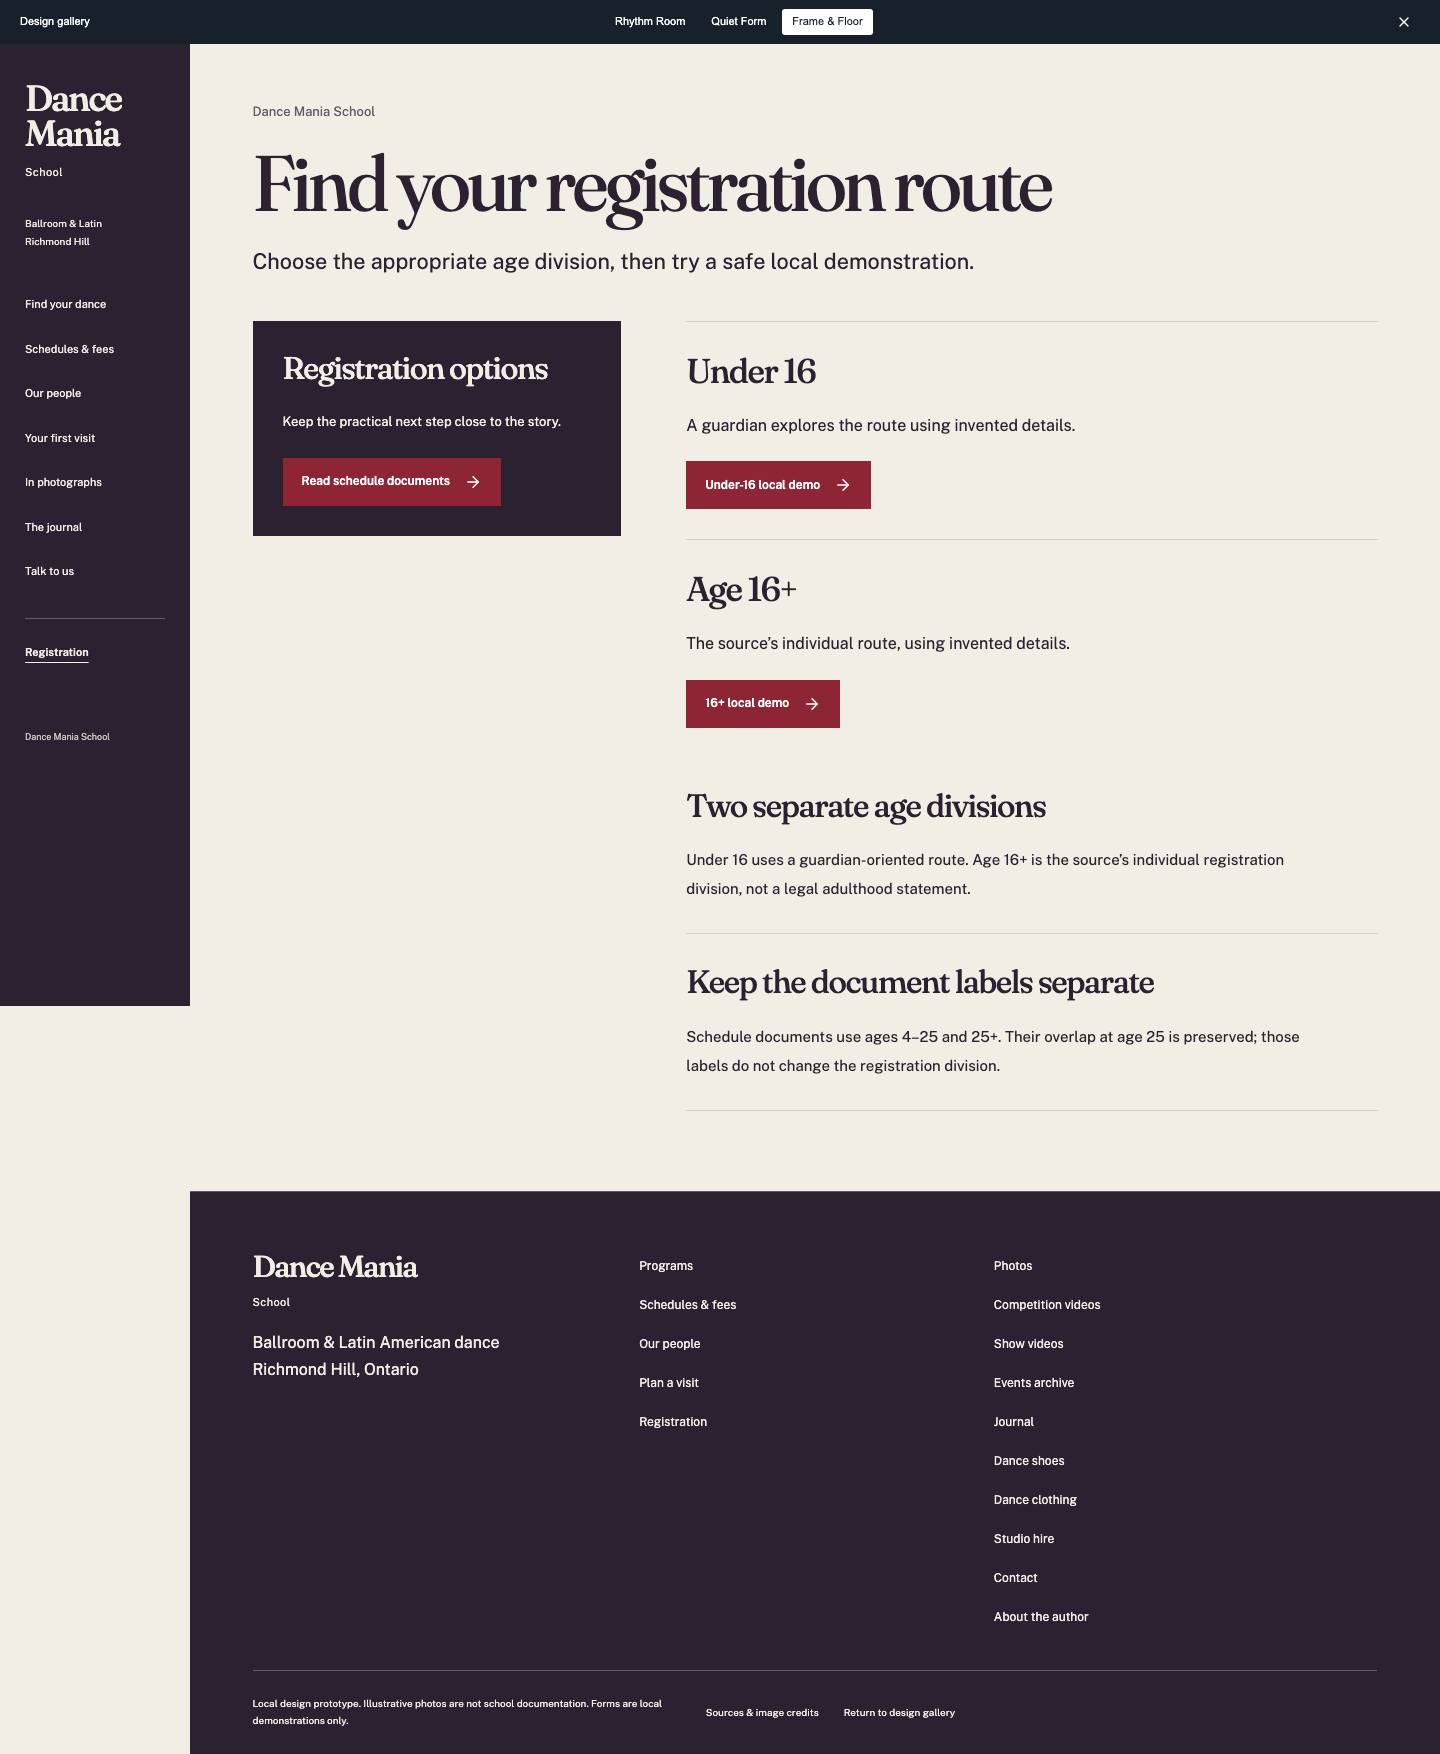 Design gallery
Rhythm Room
Quiet Form
Frame & Floor
Dance
Mania
School
Ballroom & Latin
Richmond Hill
Find your dance
Schedules & fees
Our people
Your first visit
In photographs
The journal
Talk to us
Registration
Dance Mania School
Dance Mania School
Find your registration route
Choose the appropriate age division, then try a safe local demonstration.
Registration options
Keep the practical next step close to the story.
Read schedule documents
Under 16
A guardian explores the route using invented details.
Under-16 local demo
Age 16+
The source’s individual route, using invented details.
16+ local demo
Two separate age divisions
Under 16 uses a guardian-oriented route. Age 16+ is the source’s individual registration
division, not a legal adulthood statement.
Keep the document labels separate
Schedule documents use ages 4–25 and 25+. Their overlap at age 25 is preserved; those
labels do not change the registration division.
Dance Mania
School
Ballroom & Latin American dance
Richmond Hill, Ontario
Programs
Schedules & fees
Our people
Plan a visit
Registration
Photos
Competition videos
Show videos
Events archive
Journal
Dance shoes
Dance clothing
Studio hire
Contact
About the author
Local design prototype. Illustrative photos are not school documentation. Forms are local
demonstrations only.
Sources & image credits
Return to design gallery